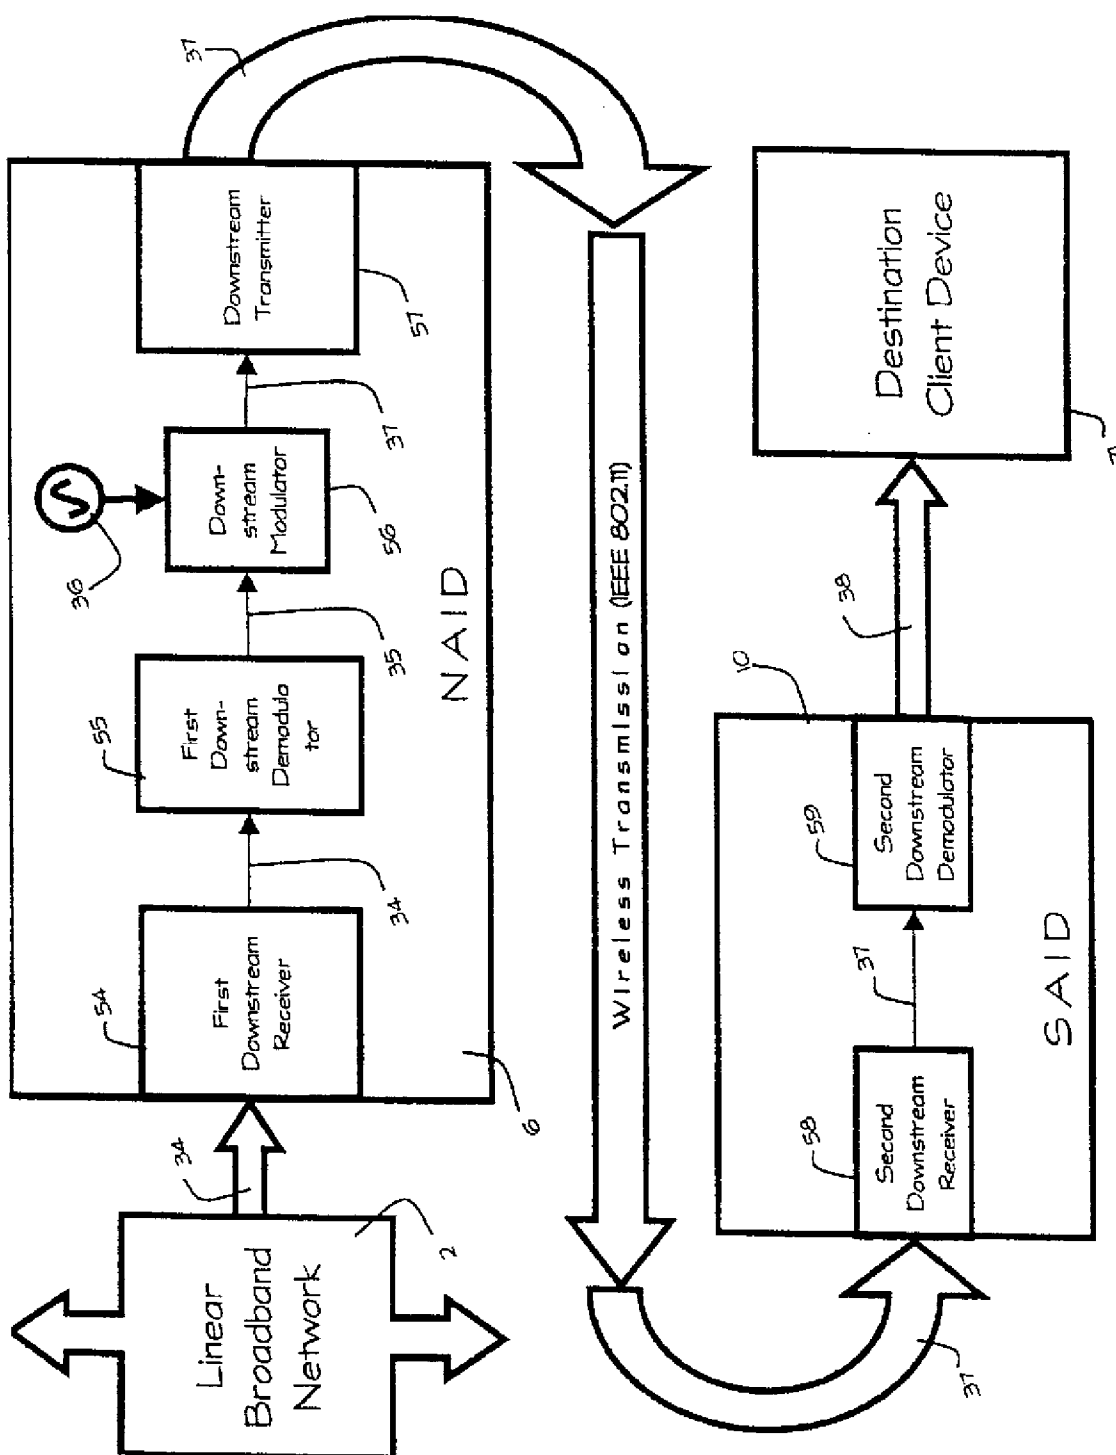 Linear
Broadband
Network
2
34
54
First
Downstream
Receiver
34
55
First
Down-
stream
Demodula
tor
35
36
Down-
stream
Modulator
56
37
Downstream
Transmitter
57
37
NAID
6
Wireless Transmission (IEEE 802.11)
37
58
Second
Downstream
Receiver
37
59
Second
Downstream
Demodulator
10
SAID
38
Destination
Client Device